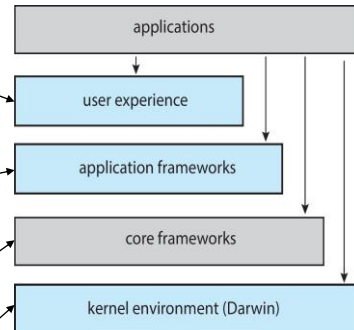 applications
user experience
application frameworks
core frameworks
kernel environment (Darwin)